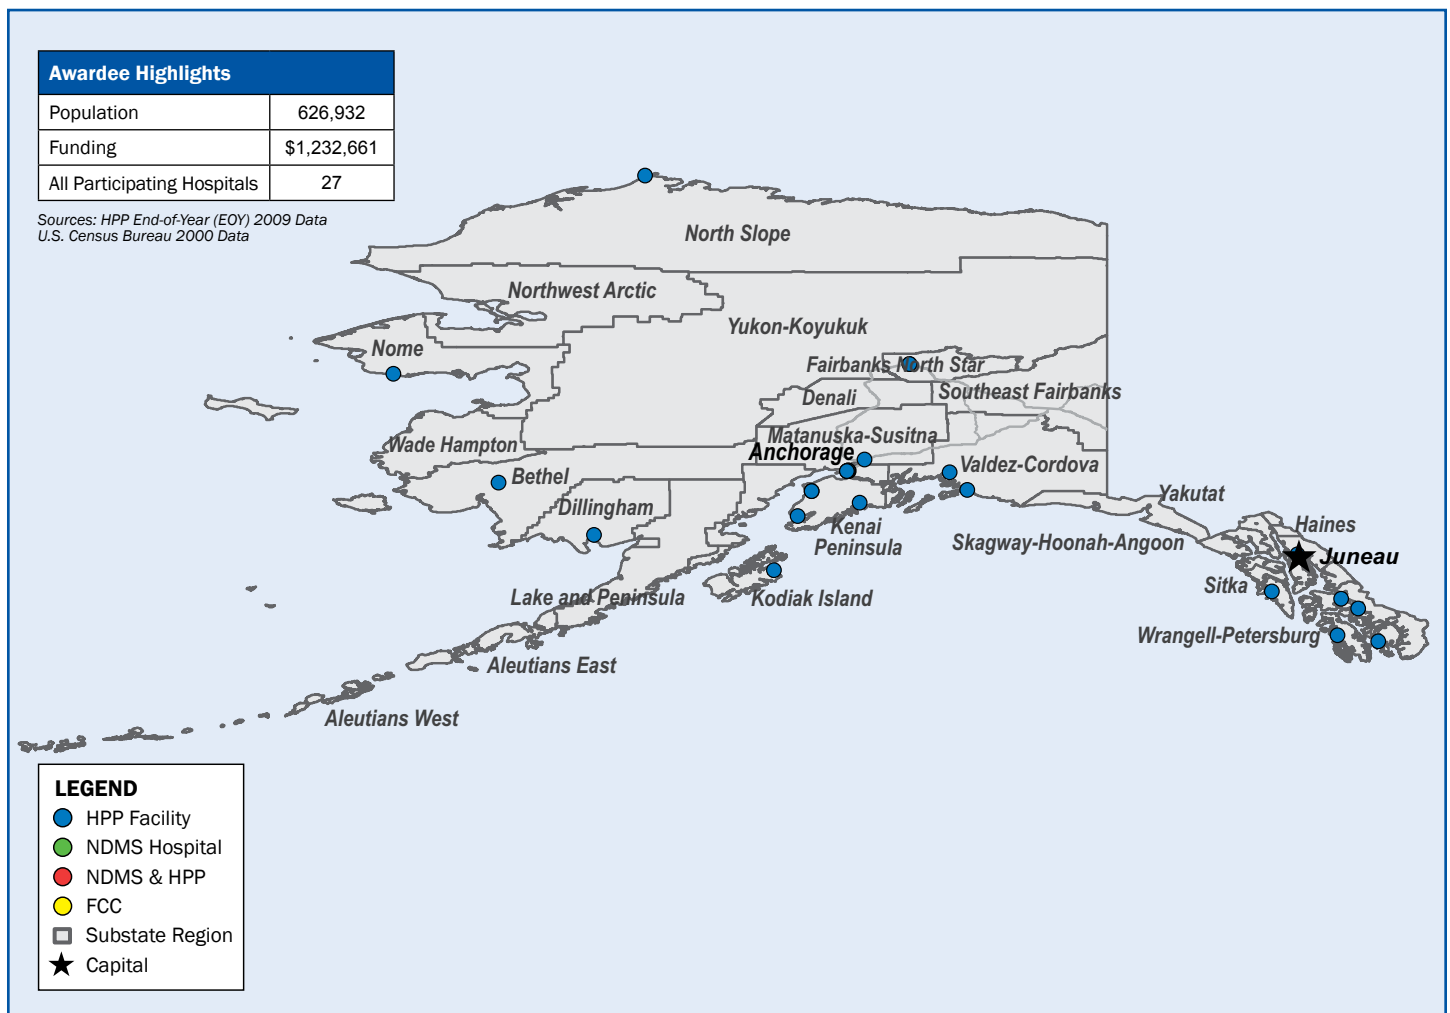 Awardee Highlights
Population 626,932
Funding $1,232,661
All Participating Hospitals 27
Sources: HPP End-of-Year (EOY) 2009 Data
U.S. Census Bureau 2000 Data
North Slope
Northwest Arctic
Yukon-Koyukuk
Nome
Fairbanks North Star
Denali
Southeast Fairbanks
Matanuska-Susitna
Wade Hampton
Anchorage
Valdez-Cordova
Bethel
Dillingham
Yakutat
Kenai
Peninsula
Haines
Skagway-Hoonah-Angoon
Juneau
Sitka
Lake and Peninsula
Kodiak Island
Wrangell-Petersburg
Aleutians East
Aleutians West
LEGEND
HPP Facility
NDMS Hospital
NDMS & HPP
FCC
Substate Region
Capital